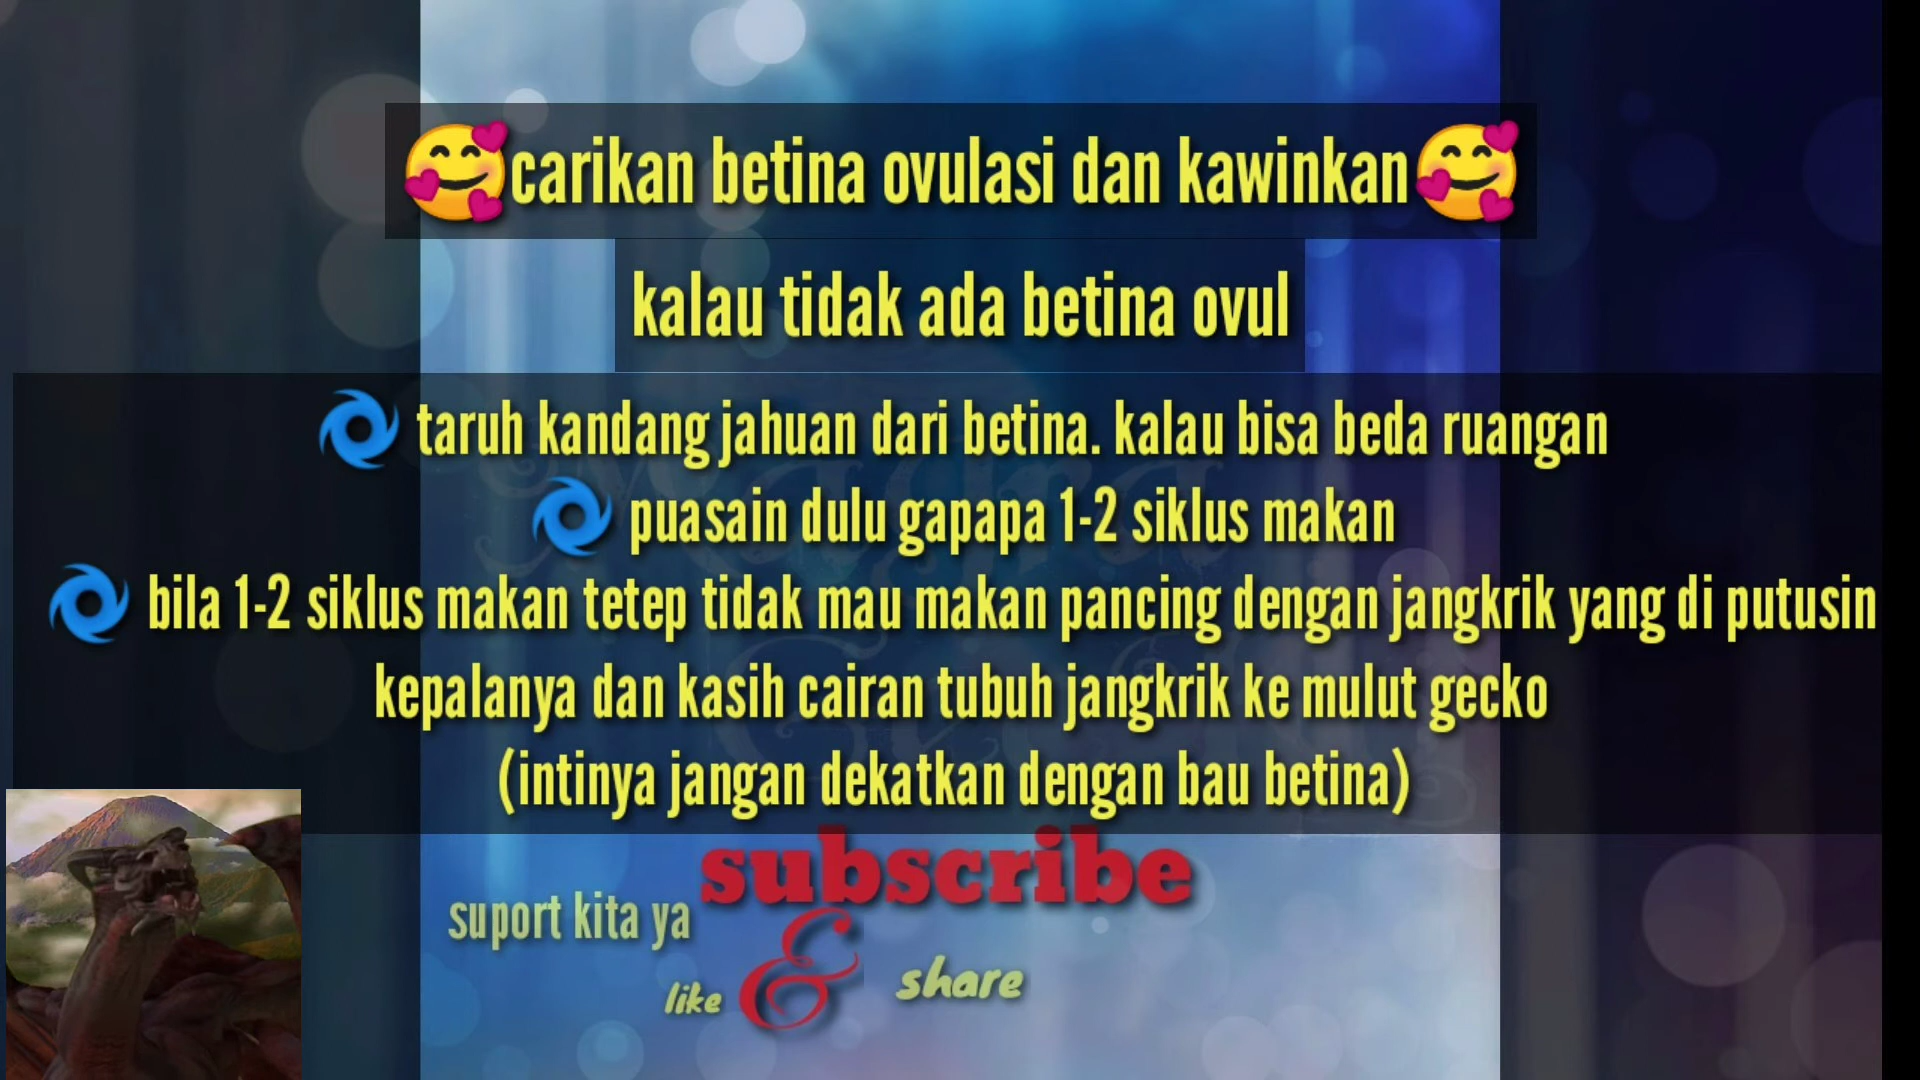 🥰carikan betina ovulasi dan kawinkan🥰
kalau tidak ada betina ovul
🌀 taruh kandang jahuan dari betina. kalau bisa beda ruangan
🌀 puasain dulu gapapa 1-2 siklus makan
🌀 bila 1-2 siklus makan tetep tidak mau makan pancing dengan jangkrik yang di putusin
kepalanya dan kasih cairan tubuh jangkrik ke mulut gecko
(intinya jangan dekatkan dengan bau betina)
suport kita ya subscribe
like & share